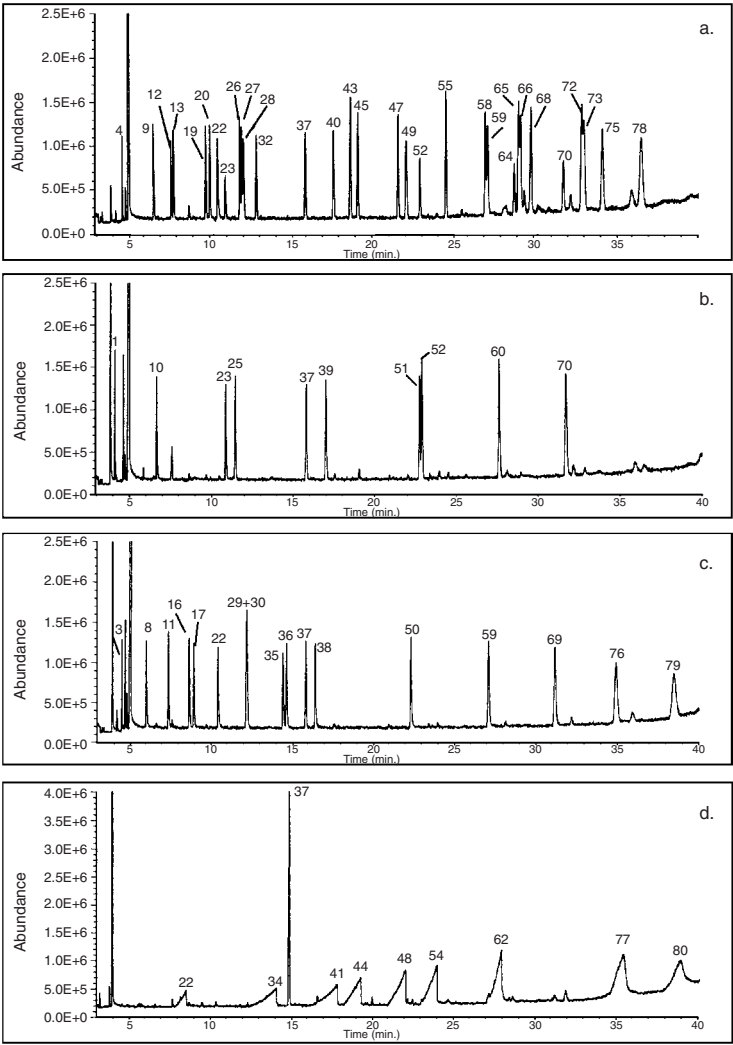 a.
Abundance
2.5E+6
2.0E+6
1.5E+6
1.0E+6
5.0E+5
0.0E+0
4 9 12 13 19 20 22 23 26 27 28 32 37 40 43 45 47 49 52 55 58 59 64 65 66 68 70 72 73 75 78
5 10 15 20 25 30 35
Time (min.)
b.
Abundance
2.5E+6
2.0E+6
1.5E+6
1.0E+6
5.0E+5
0.0E+0
1 10 23 25 37 39 51 52 60 70
5 10 15 20 25 30 35 40
Time (min.)
c.
Abundance
2.5E+6
2.0E+6
1.5E+6
1.0E+6
5.0E+5
0.0E+0
3 8 11 16 17 22 29+30 35 36 37 38 50 59 69 76 79
5 10 15 20 25 30 35 40
Time (min.)
d.
Abundance
4.0E+6
3.5E+6
3.0E+6
2.5E+6
2.0E+6
1.5E+6
1.0E+6
5.0E+5
0.0E+0
22 34 37 41 44 48 54 62 77 80
5 10 15 20 25 30 35 40
Time (min.)